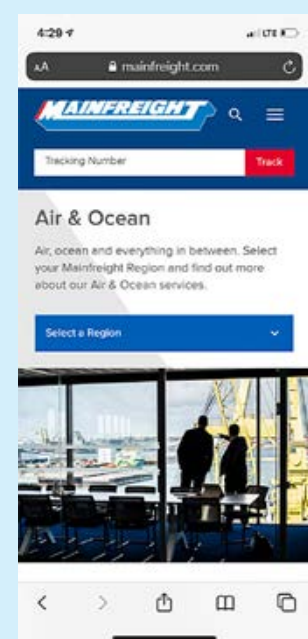 4:29
LTE
AA
mainfreight.com
MAINFREIGHT
Tracking Number
Track
Air & Ocean
Air, ocean and everything in between. Select
your Mainfreight Region and find out more
about our Air & Ocean services.
Select a Region